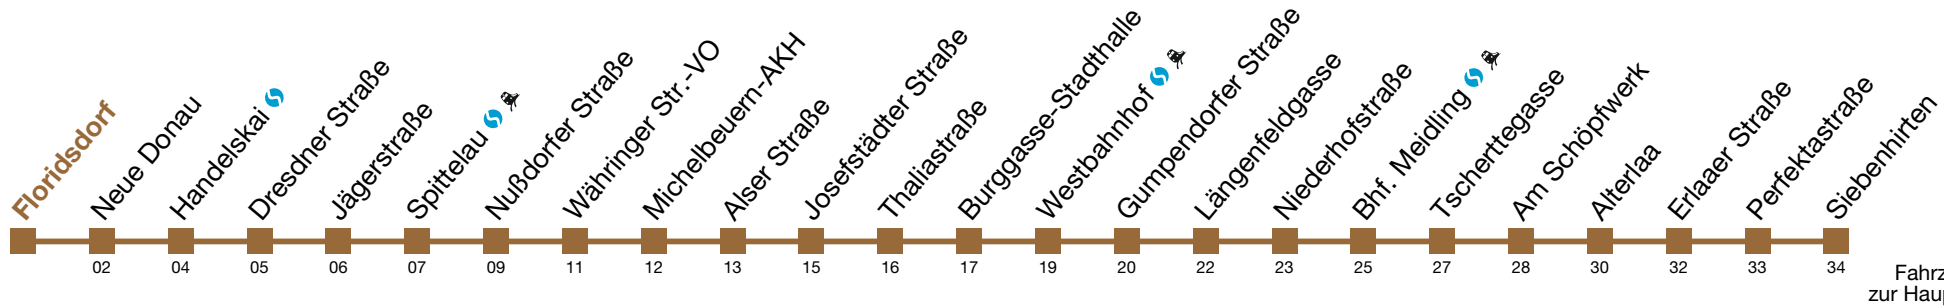 Floridsdorf
Neue Donau
Handelskai
Dresdner Straße
Jägerstraße
Spittelau
Nußdorfer Straße
Währinger Str.-VO
Michelbeuern-AKH
Alser Straße
Josefstädter Straße
Thaliastraße
Burggasse-Stadthalle
Westbahnhof
Gumpendorfer Straße
Längenfeldgasse
Niederhofstraße
Bhf. Meidling
Tscherttegasse
Am Schöpfwerk
Alterlaa
Erlaaer Straße
Perfektastraße
Siebenhirten
02 04 05 06 07 09 11 12 13 15 16 17 19 20 22 23 25 27 28 30 32 33 34
Fahrz
zur Haup